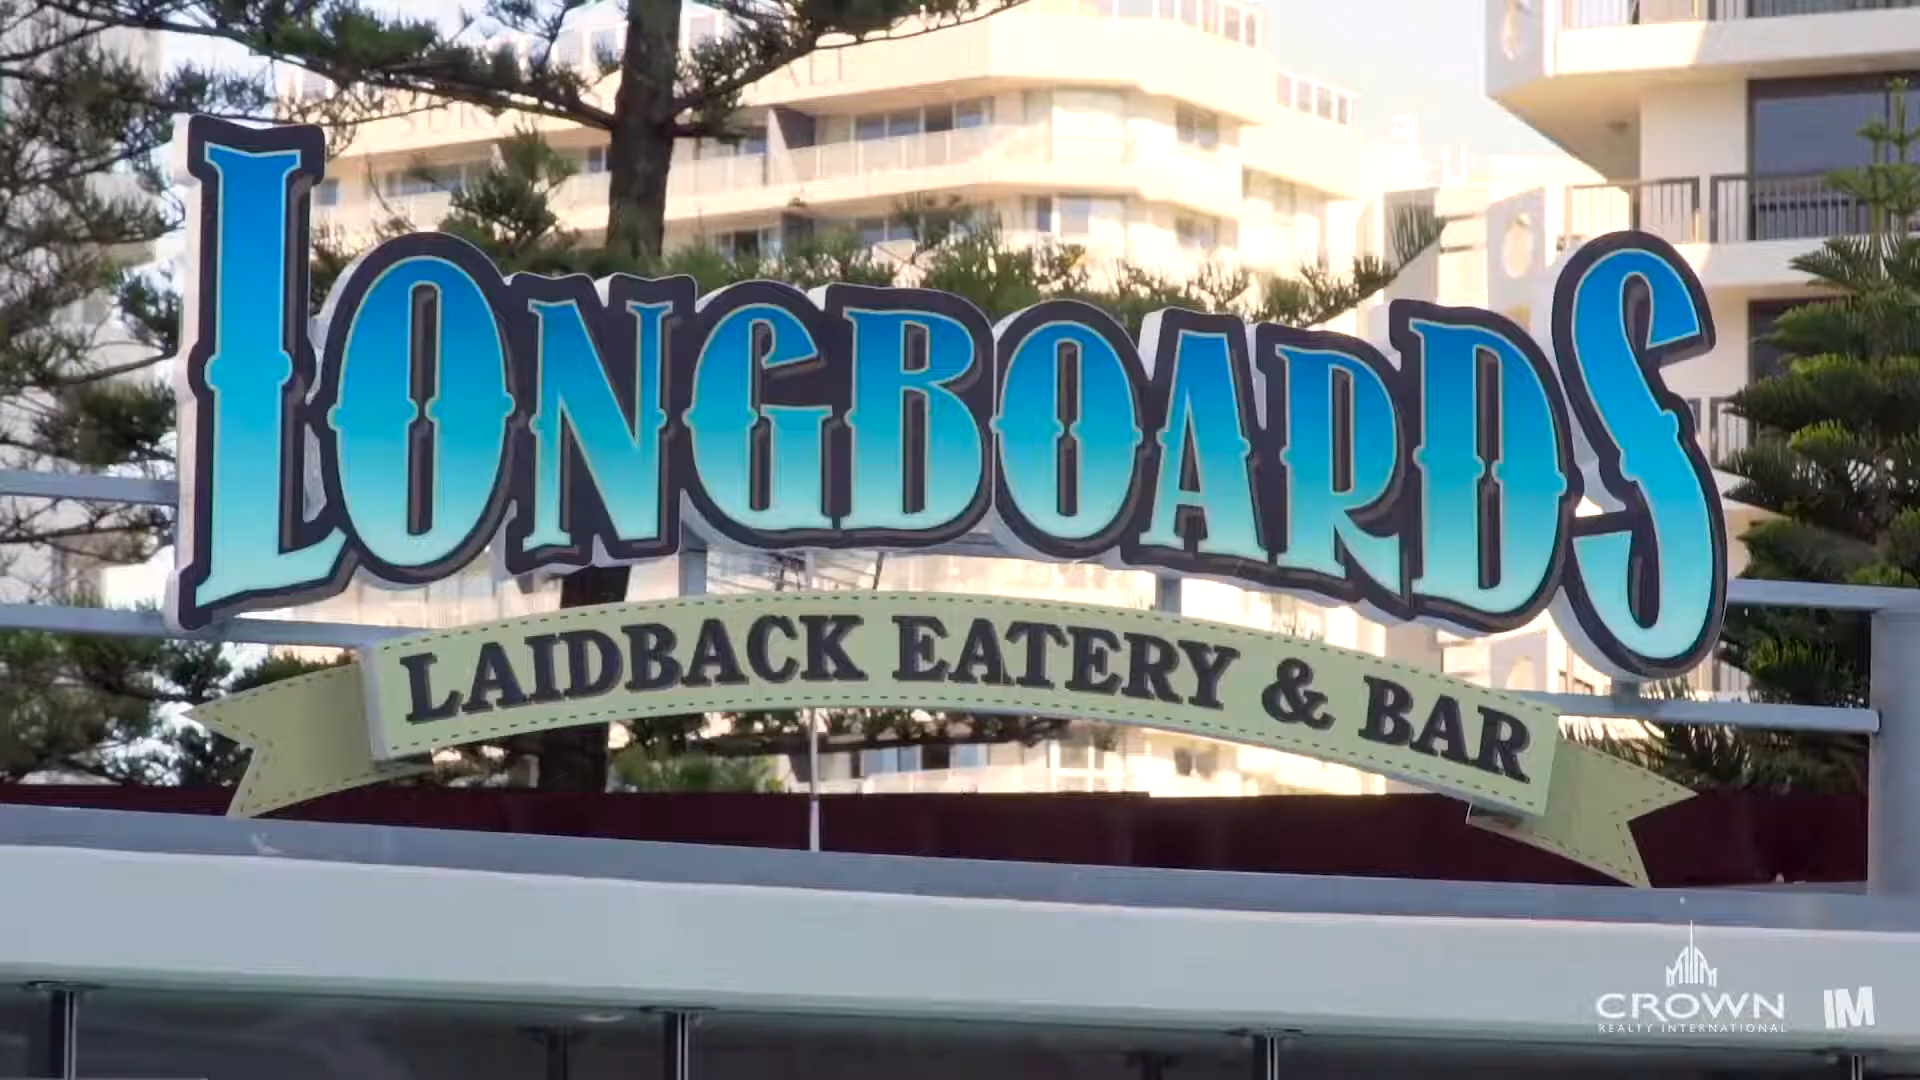 LONGBOARDS
LAIDBACK EATERY & BAR
CROWN
REALTY INTERNATIONAL
IM